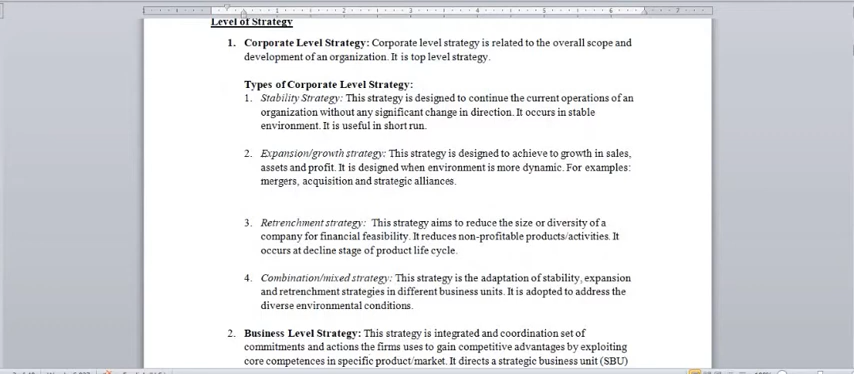 Level of Strategy
1. Corporate Level Strategy: Corporate level strategy is related to the overall scope and
development of an organization. It is top level strategy.
Types of Corporate Level Strategy:
1. Stability Strategy: This strategy is designed to continue the current operations of an
organization without any significant change in direction. It occurs in stable
environment. It is useful in short run.
2. Expansion/growth strategy: This strategy is designed to achieve to growth in sales,
assets and profit. It is designed when environment is more dynamic. For examples:
mergers, acquisition and strategic alliances.
3. Retrenchment strategy: This strategy aims to reduce the size or diversity of a
company for financial feasibility. It reduces non-profitable products/activities. It
occurs at decline stage of product life cycle.
4. Combination/mixed strategy: This strategy is the adaptation of stability, expansion
and retrenchment strategies in different business units. It is adopted to address the
diverse environmental conditions.
2. Business Level Strategy: This strategy is integrated and coordination set of
commitments and actions the firms uses to gain competitive advantages by exploiting
core competences in specific product/market. It directs a strategic business unit (SBU)